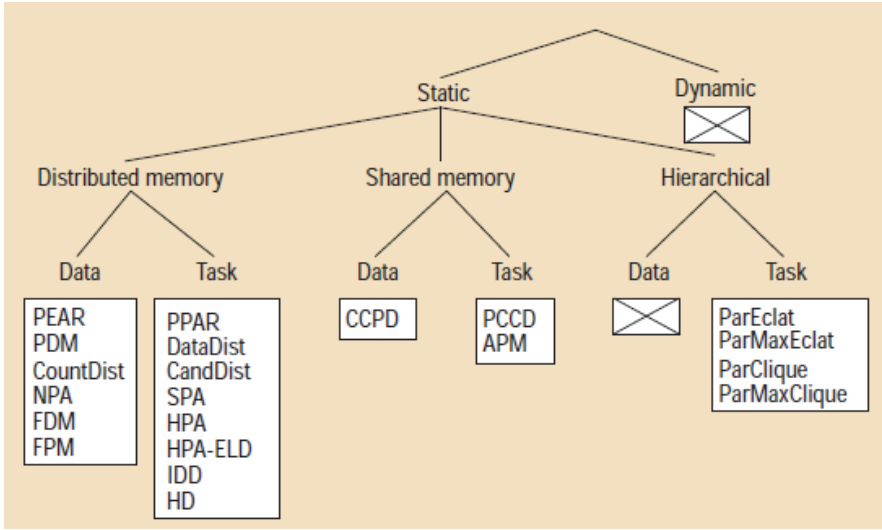 Static
Dynamic
Distributed memory
Shared memory
Hierarchical
Data
Task
Data
Task
Data
Task
PEAR
PDM
CountDist
NPA
FDM
FPM
PPAR
DataDist
CandDist
SPA
HPA
HPA-ELD
IDD
HD
CCPD
PCCD
APM
ParEclat
ParMaxEclat
ParClique
ParMaxClique